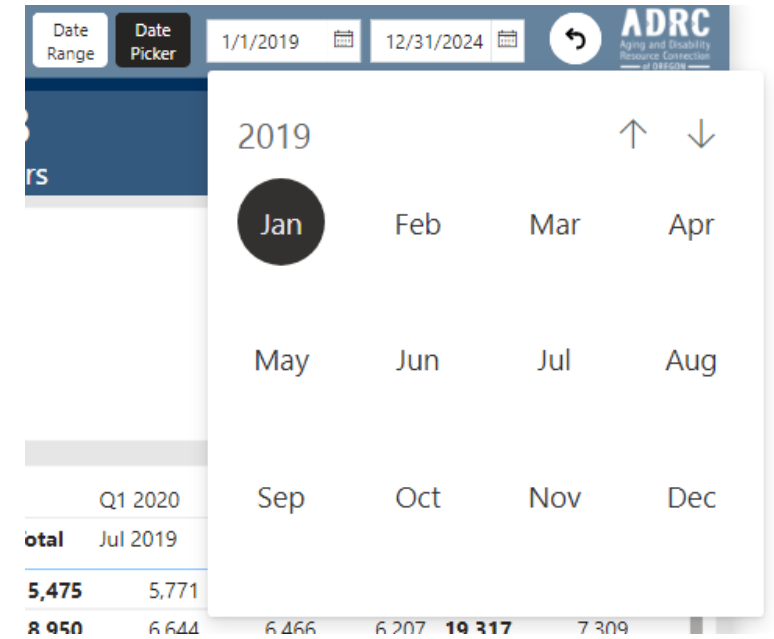 Date Range
Date Picker
1/1/2019
12/31/2024
ADRC
Aging and Disability
Resource Connection
of OREGON
rs
2019
Jan Feb Mar Apr
May Jun Jul Aug
Sep Oct Nov Dec
Q1 2020
otal Jul 2019
5,475 5,771
8,950 6,644 6,466 6,207 19,317 7,309